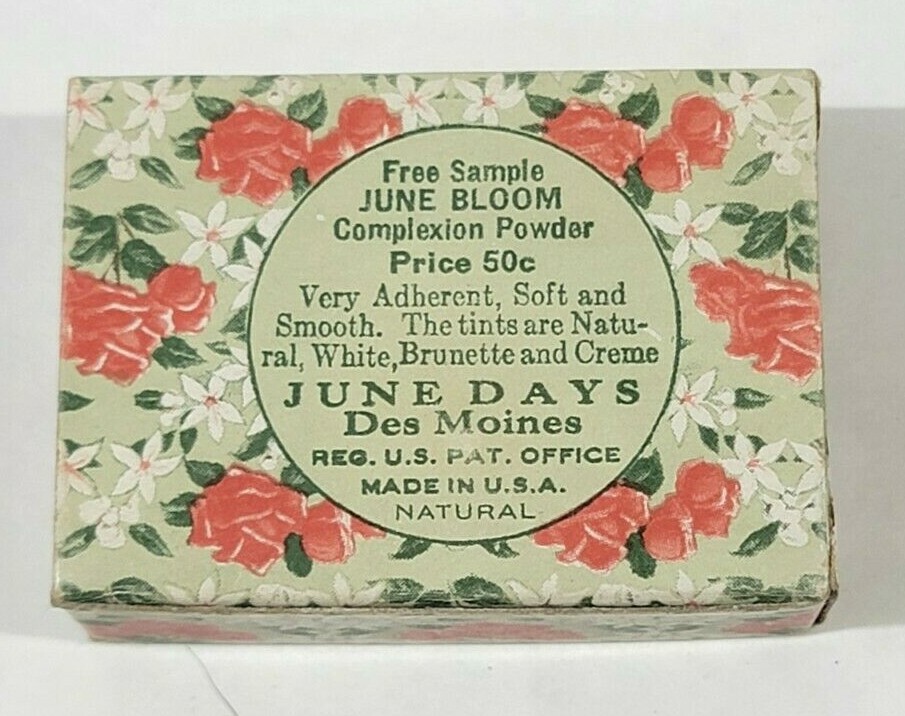 Free Sample
JUNE BLOOM
Complexion Powder
Price 50c
Very Adherent, Soft and
Smooth. The tints are Natu-
ral, White, Brunette and Creme
JUNE DAYS
Des Moines
REG. U.S. PAT. OFFICE
MADE IN U.S.A.
NATURAL